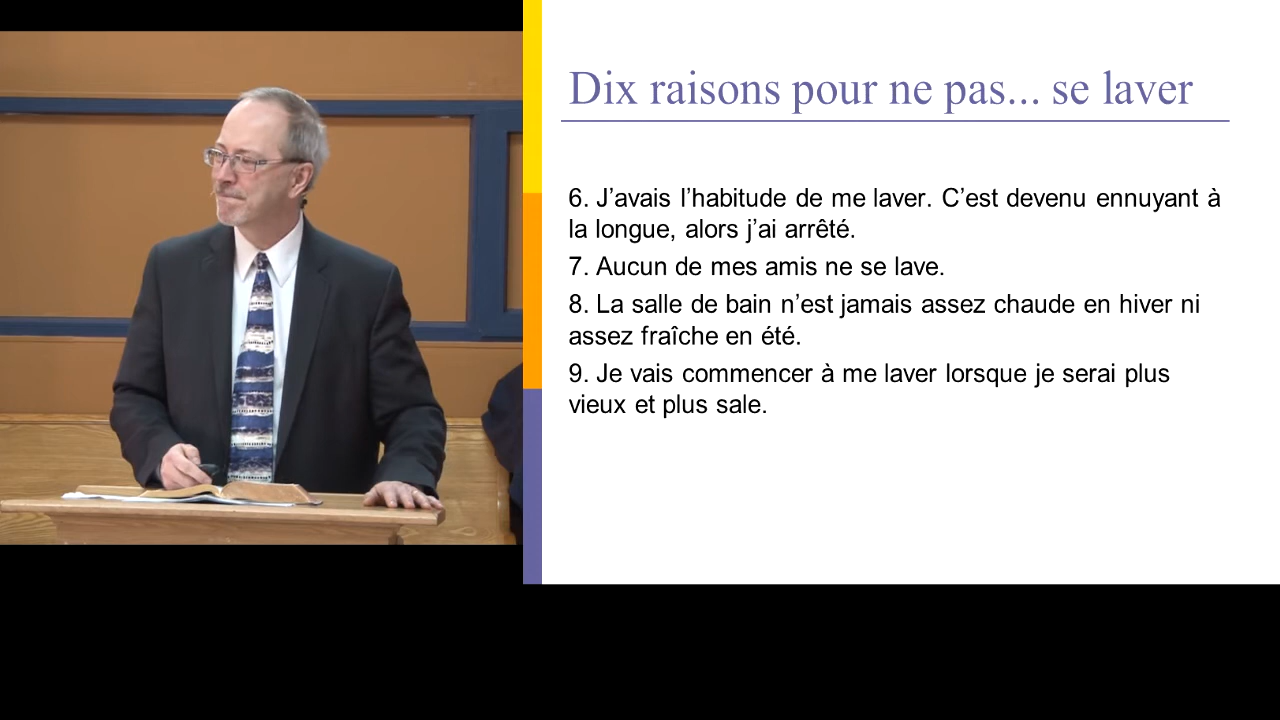 Dix raisons pour ne pas... se laver
6. J’avais l’habitude de me laver. C’est devenu ennuyant à
la longue, alors j’ai arrêté.
7. Aucun de mes amis ne se lave.
8. La salle de bain n’est jamais assez chaude en hiver ni
assez fraîche en été.
9. Je vais commencer à me laver lorsque je serai plus
vieux et plus sale.